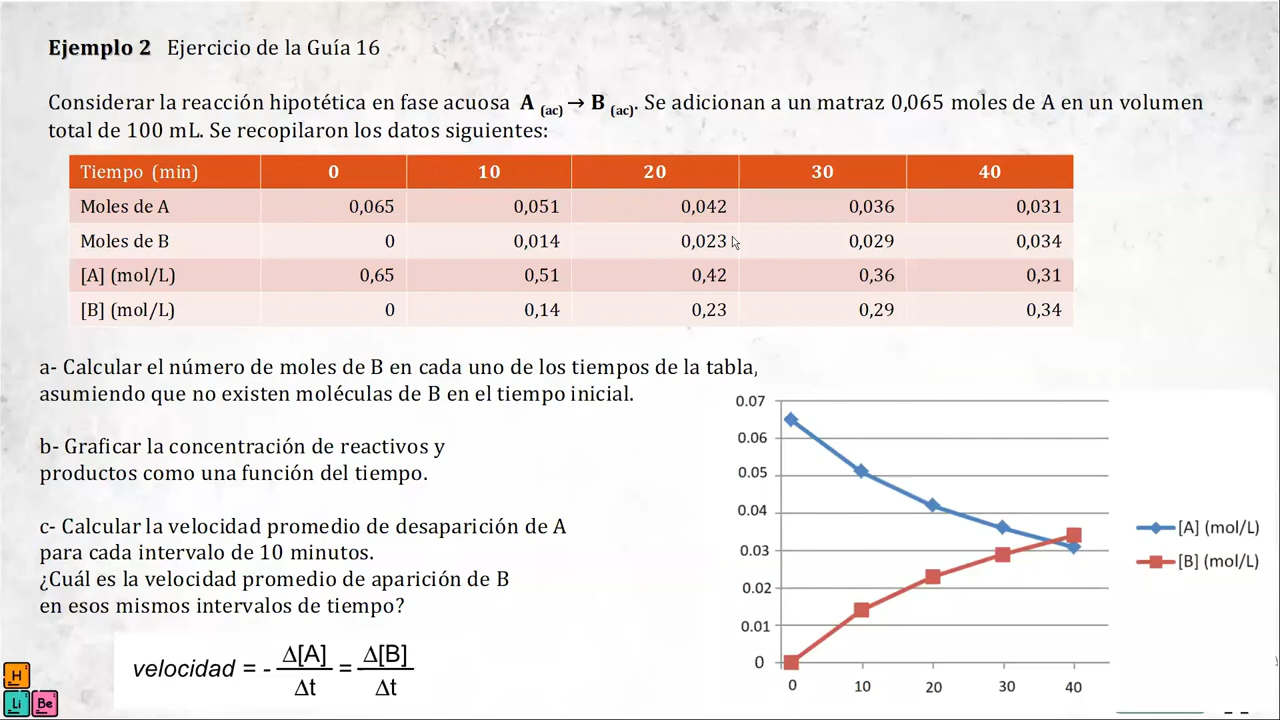 Ejemplo 2 Ejercicio de la Guía 16
Considerar la reacción hipotética en fase acuosa A (ac) → B (ac). Se adicionan a un matraz 0,065 moles de A en un volumen
total de 100 mL. Se recopilaron los datos siguientes:
Tiempo (min) 0 10 20 30 40
Moles de A 0,065 0,051 0,042 0,036 0,031
Moles de B 0 0,014 0,023 0,029 0,034
[A] (mol/L) 0,65 0,51 0,42 0,36 0,31
[B] (mol/L) 0 0,14 0,23 0,29 0,34
a- Calcular el número de moles de B en cada uno de los tiempos de la tabla,
asumiendo que no existen moléculas de B en el tiempo inicial.
b- Graficar la concentración de reactivos y
productos como una función del tiempo.
c- Calcular la velocidad promedio de desaparición de A
para cada intervalo de 10 minutos.
¿Cuál es la velocidad promedio de aparición de B
en esos mismos intervalos de tiempo?
velocidad = - Δ[A]/Δt = Δ[B]/Δt
0.07
0.06
0.05
0.04
0.03
0.02
0.01
0
0 10 20 30 40
[A] (mol/L)
[B] (mol/L)
H
Li Be